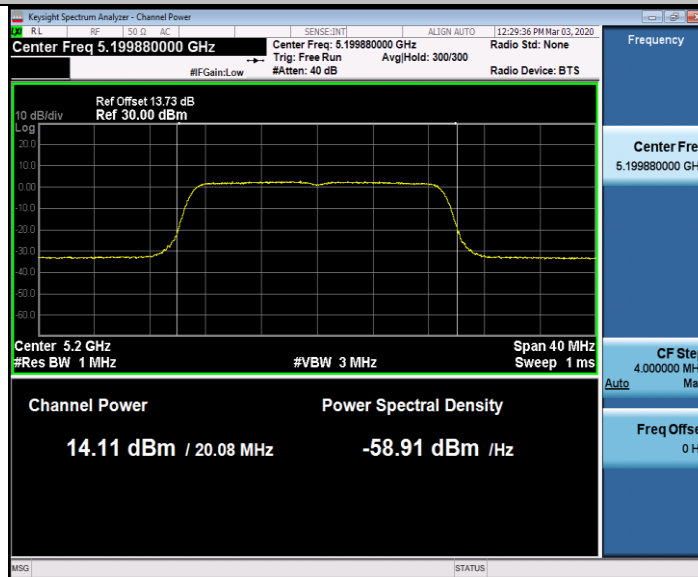 Keysight Spectrum Analyzer - Channel Power
RL RF 50 Ω AC SENSE:INT ALIGN AUTO 12:29:36 PM Mar 03, 2020
Center Freq 5.199880000 GHz
Center Freq: 5.199880000 GHz
Radio Std: None
Trig: Free Run Avg|Hold: 300/300
#IFGain:Low #Atten: 40 dB
Radio Device: BTS
Ref Offset 13.73 dB
10 dB/div Ref 30.00 dBm
Log
20.0
10.0
0.00
-10.0
-20.0
-30.0
-40.0
-50.0
-60.0
Center 5.2 GHz Span 40 MHz
#Res BW 1 MHz #VBW 3 MHz Sweep 1 ms
Channel Power Power Spectral Density
14.11 dBm / 20.08 MHz -58.91 dBm /Hz
MSG STATUS
Frequency
Center Fre
5.199880000 GH
CF Ste
4.000000 MH
Auto Ma
Freq Offse
0 H